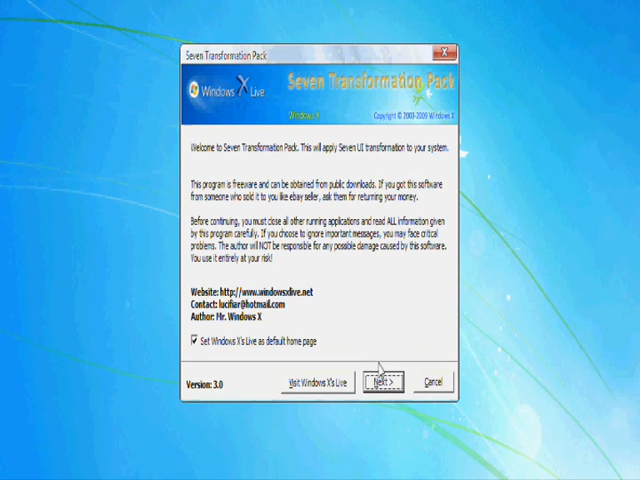 Seven Transformation Pack
Windows X Live
Seven Transformation Pack
Windows X
Copyright © 2003-2009 Windows X
Welcome to Seven Transformation Pack. This will apply Seven UI transformation to your system.
This program is freeware and can be obtained from public downloads. If you got this software
from someone who sold it to you like ebay seller, ask them for returning your money.
Before continuing, you must close all other running applications and read ALL information given
by this program carefully. If you choose to ignore important messages, you may face critical
problems. The author will NOT be responsible for any possible damage caused by this software.
You use it entirely at your risk!
Website: http://www.windowsxlive.net
Contact: lucifiar@hotmail.com
Author: Mr. Windows X
Set Windows X's Live as default home page
Version: 3.0
Visit Windows X's Live
Next >
Cancel